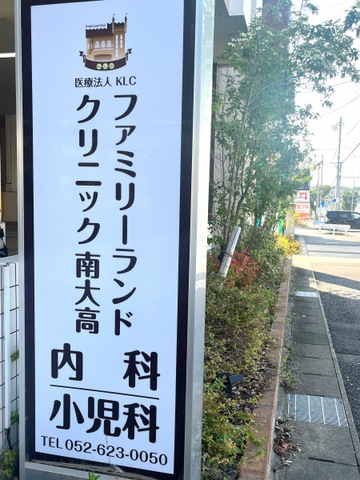 医療法人 KLC
ファミリーランド
クリニック南大高
内科
小児科
TEL 052-623-0050